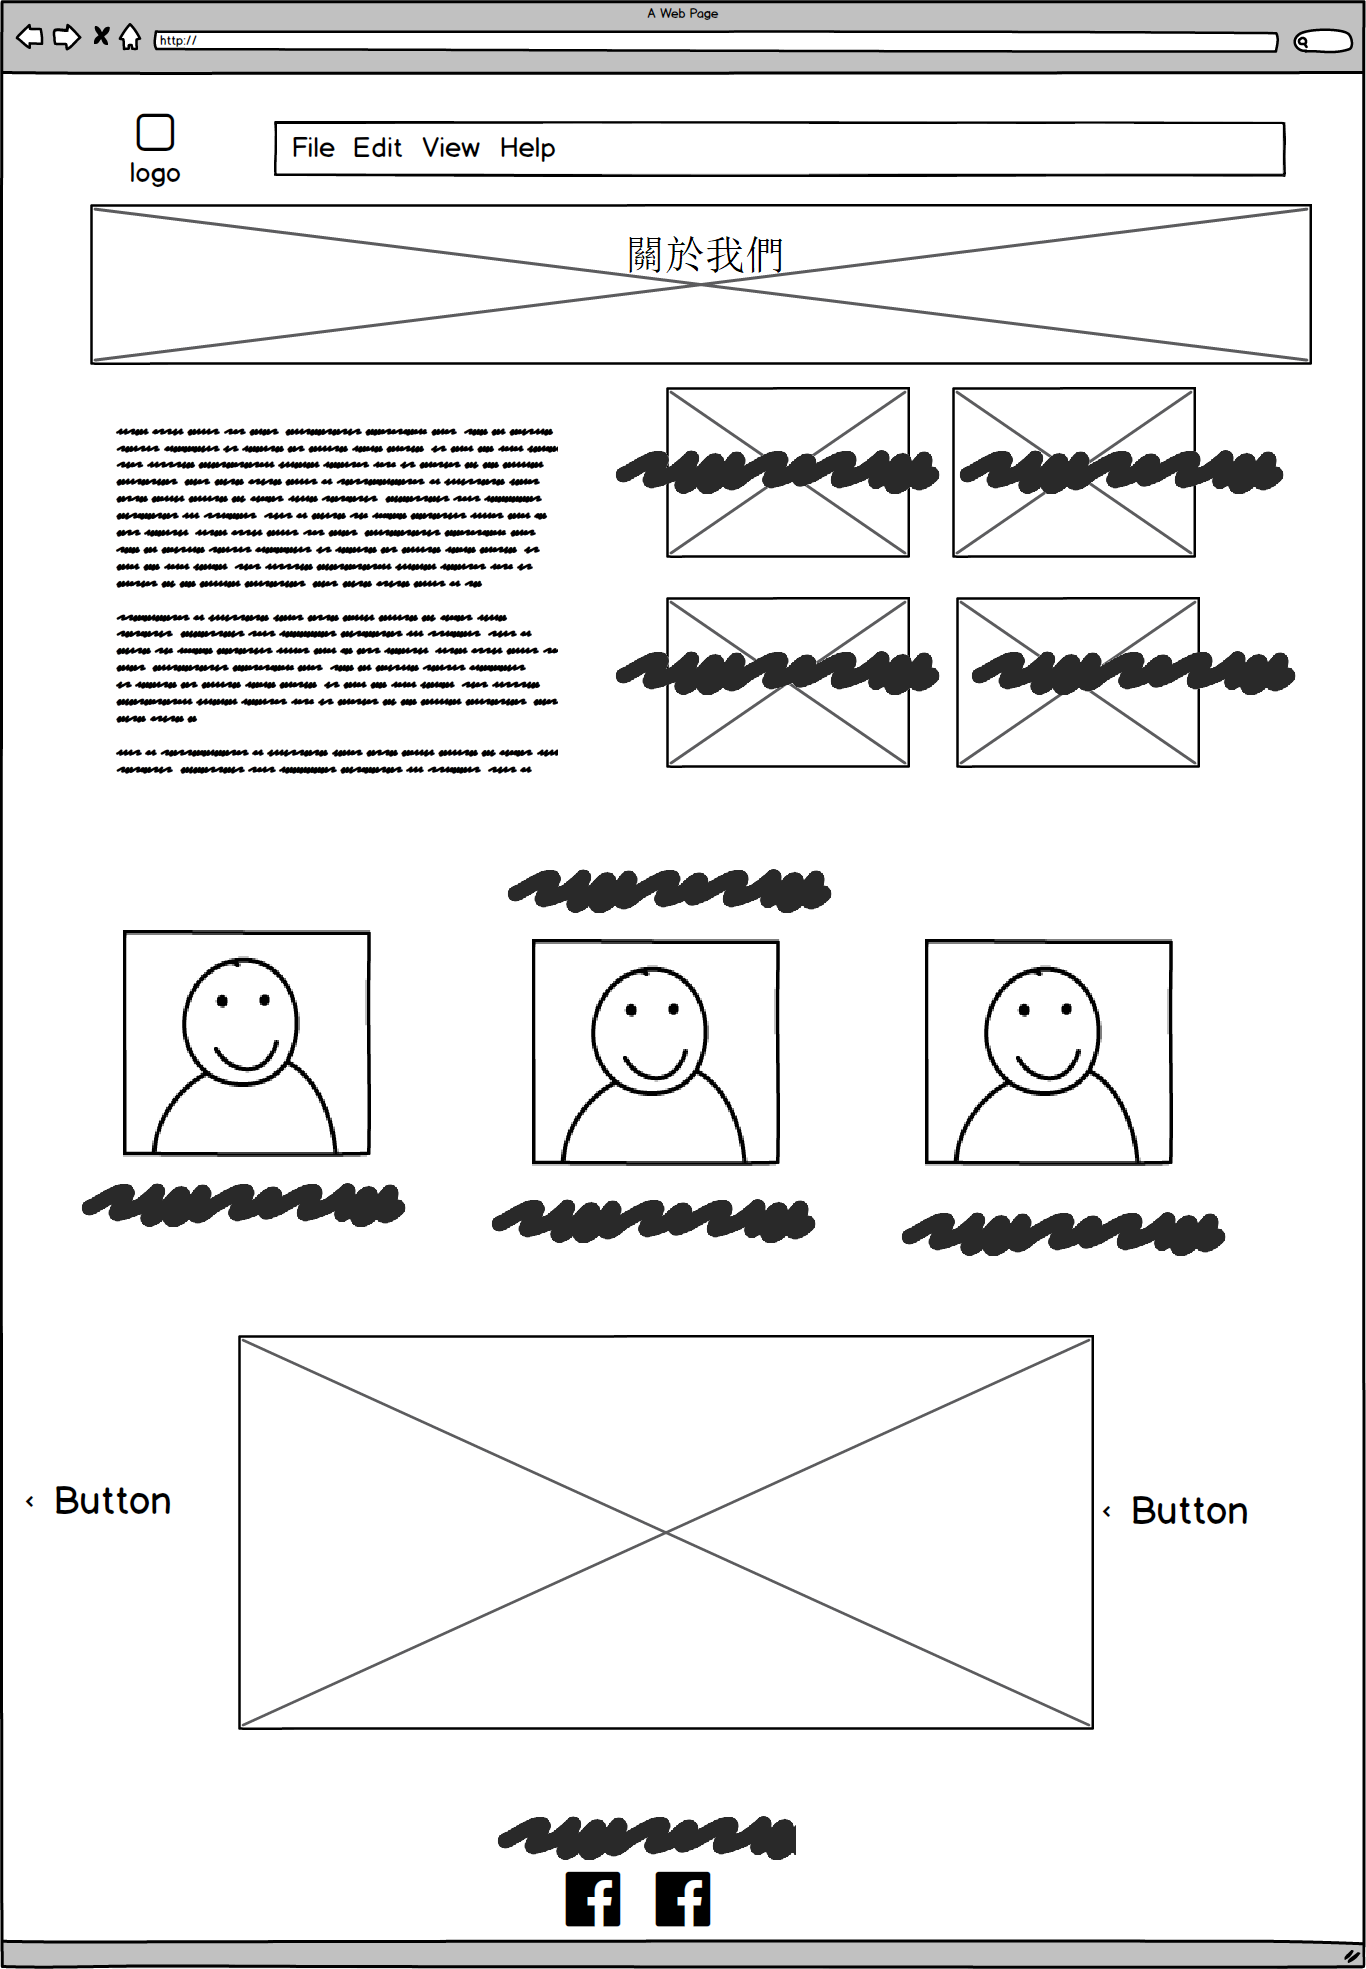 A Web Page
http://
File Edit View Help
logo
關於我們
Button
Button